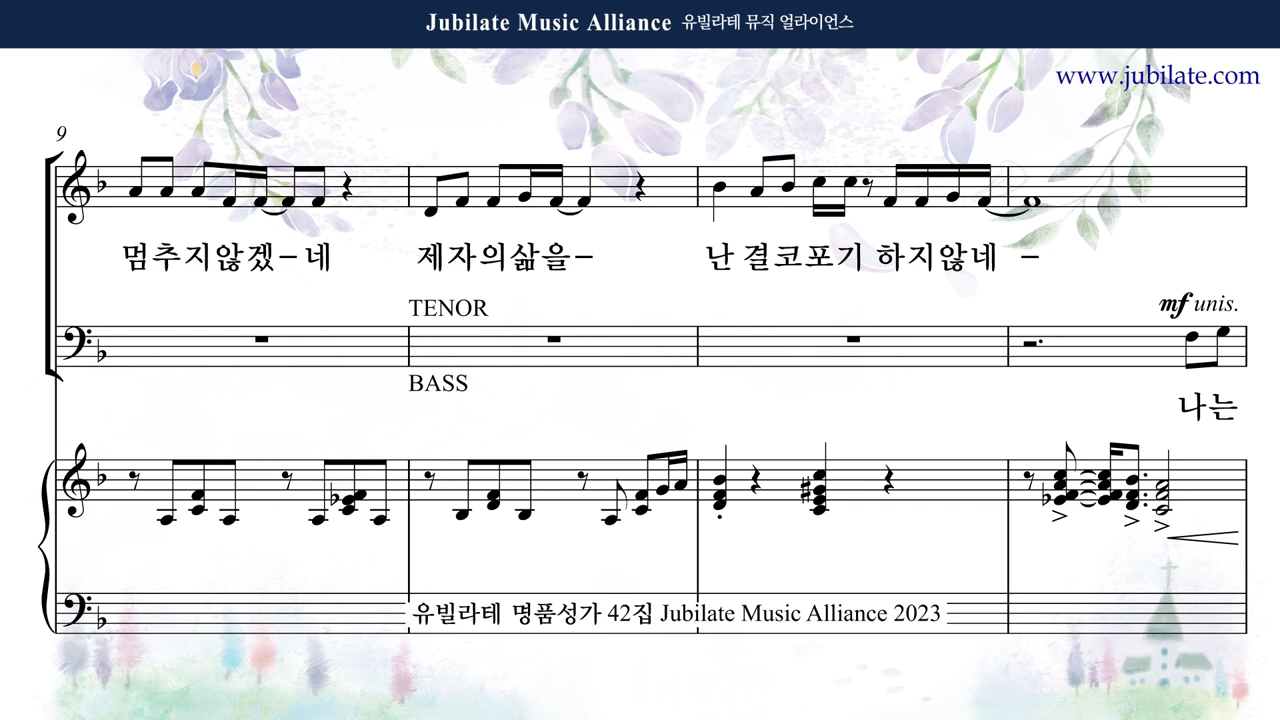 Jubilate Music Alliance 유빌라테 뮤직 얼라이언스
www.jubilate.com
9
멈추지않겠-네 제자의삶을- 난 결코포기 하지않네 -
TENOR
mf unis.
BASS
나는
유빌라테 명품성가 42집 Jubilate Music Alliance 2023